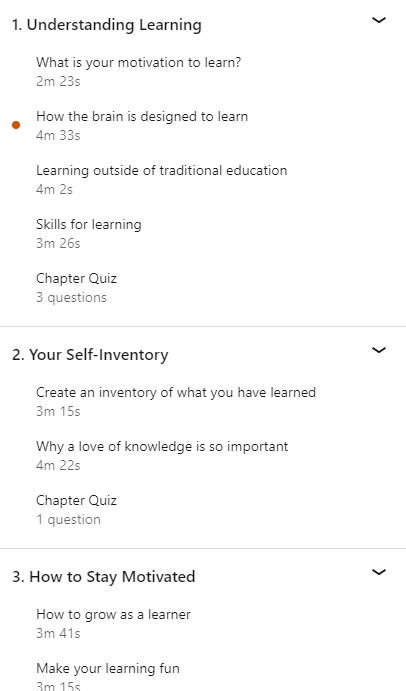 1. Understanding Learning
What is your motivation to learn?
2m 23s
How the brain is designed to learn
4m 33s
Learning outside of traditional education
4m 2s
Skills for learning
3m 26s
Chapter Quiz
3 questions
2. Your Self-Inventory
Create an inventory of what you have learned
3m 15s
Why a love of knowledge is so important
4m 22s
Chapter Quiz
1 question
3. How to Stay Motivated
How to grow as a learner
3m 41s
Make your learning fun
3m 15s